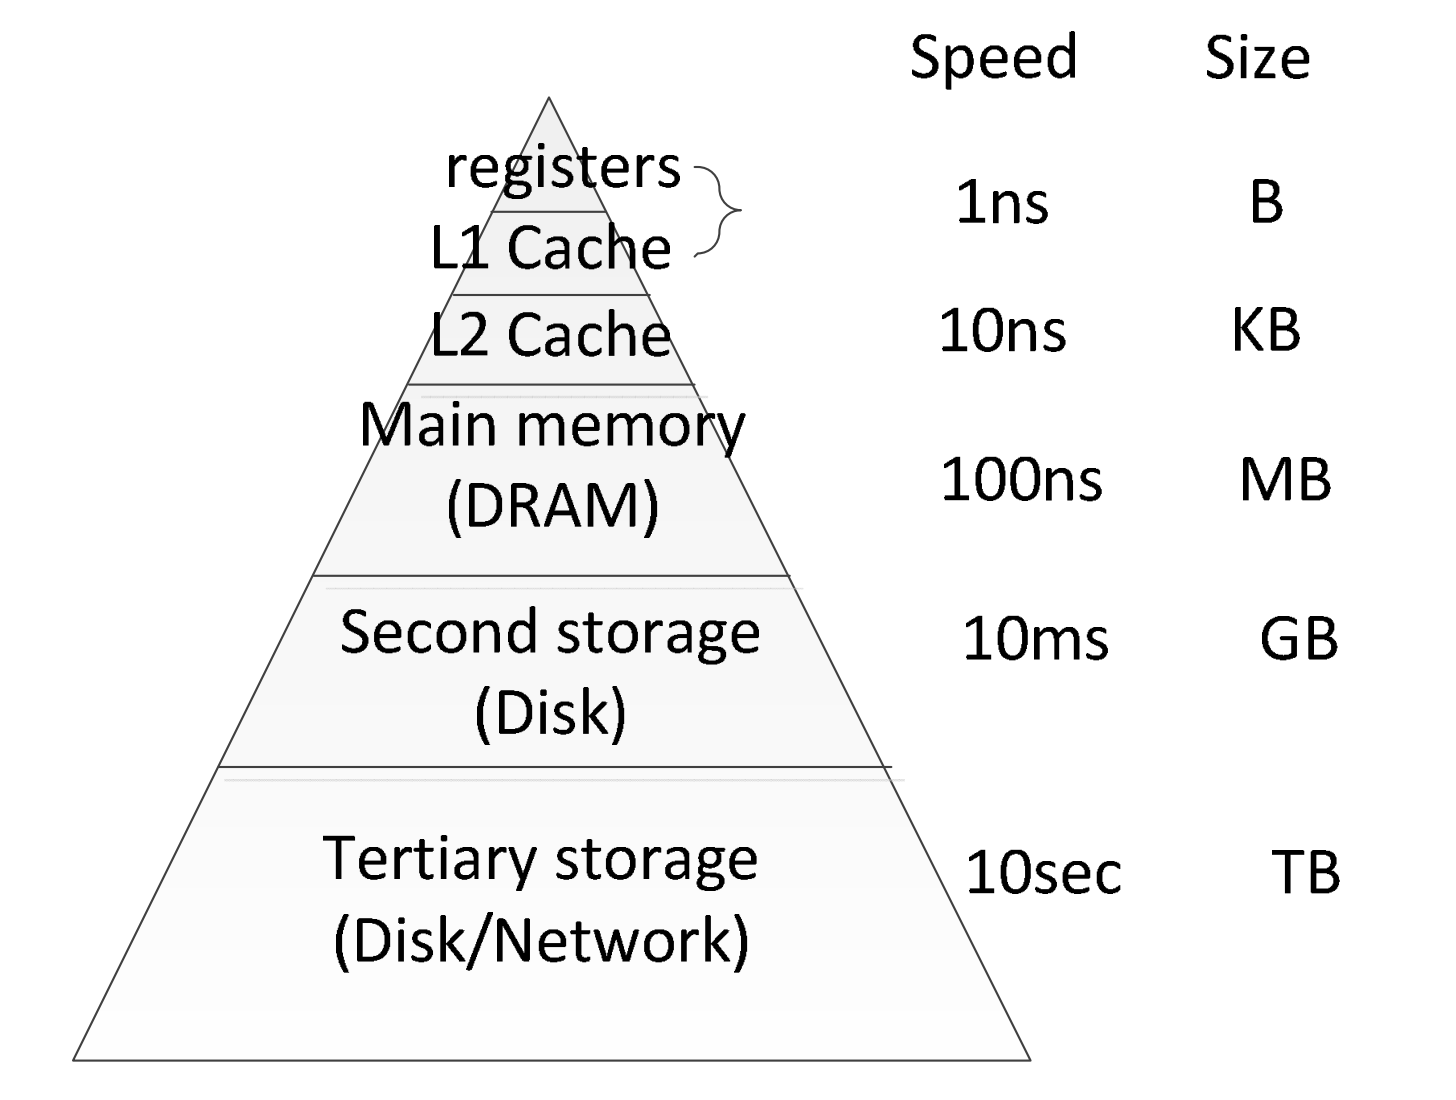 Speed Size
registers
1ns B
L1 Cache
L2 Cache 10ns KB
Main memory
(DRAM)
100ns MB
Second storage
(Disk)
10ms GB
Tertiary storage
(Disk/Network)
10sec TB